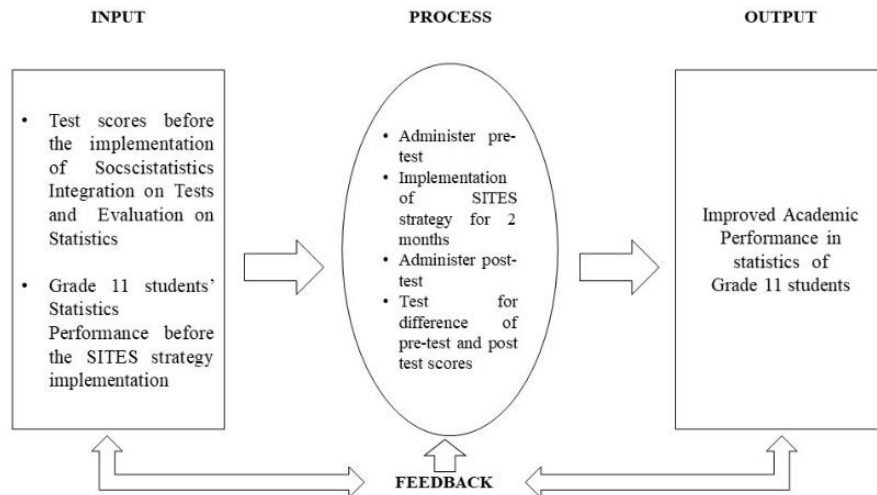 INPUT
PROCESS
OUTPUT
• Test scores before
the implementation
of Socscistatistics
Integration on Tests
and Evaluation on
Statistics
• Grade 11 students'
Statistics
Performance before
the SITES strategy
implementation
• Administer pre-
test
• Implementation
of SITES
strategy for 2
months
• Administer post-
test
• Test for
difference of
pre-test and post
test scores
Improved Academic
Performance in
statistics of
Grade 11 students
FEEDBACK